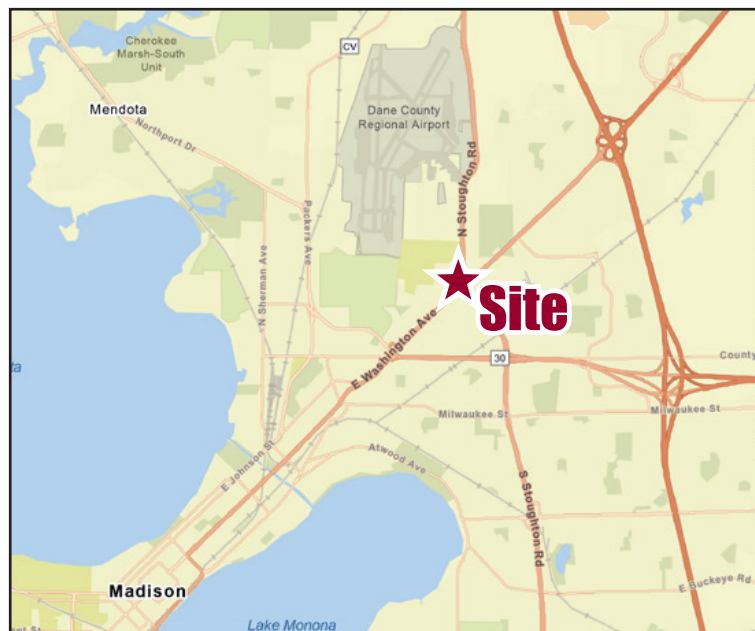 Cherokee
Marsh-South
Unit
CV
Mendota
Dane County
Regional Airport
Northport Dr
N Stoughton Rd
Packers Ave
N Sherman Ave
Site
E Washington Ave
30
County
Milwaukee St
Milwaukee St
E Johnson St
Atwood Ave
S Stoughton Rd
E Buckeye Rd
Madison
Lake Monona